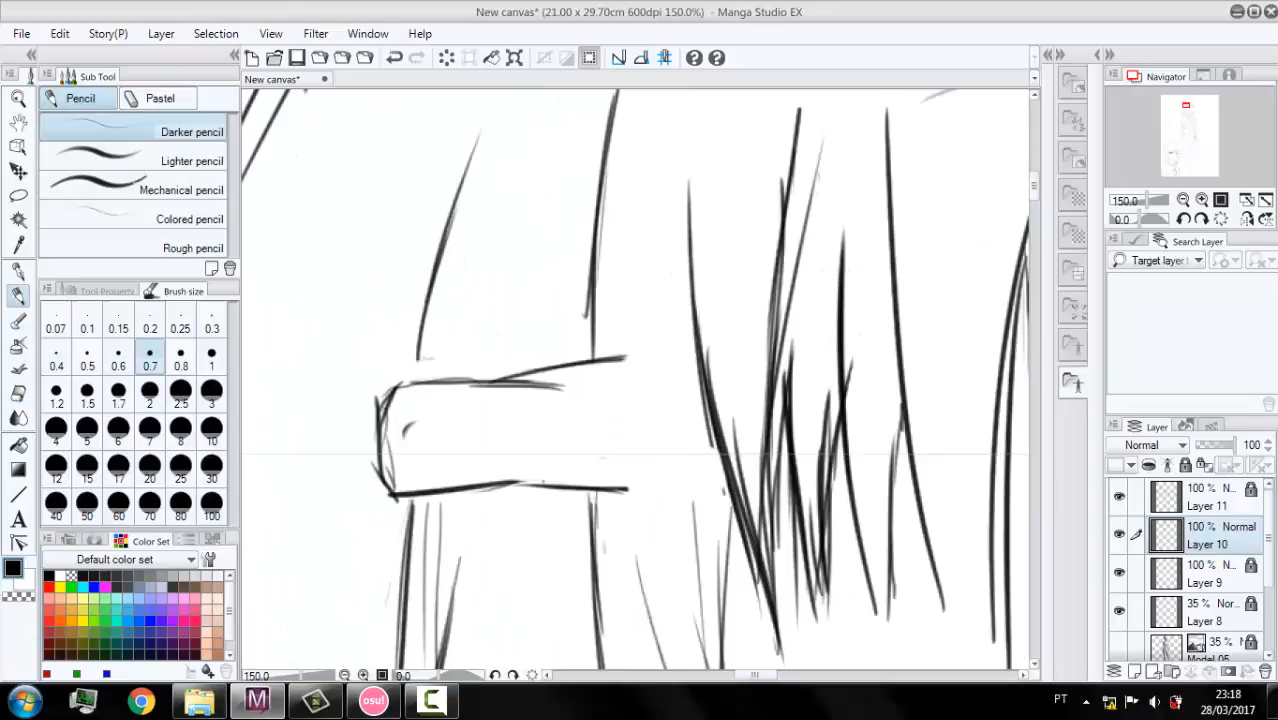 New canvas* (21.00 x 29.70cm 600dpi 150.0%) - Manga Studio EX
File Edit Story(P) Layer Selection View Filter Window Help
Sub Tool
New canvas*
Navigator
Pencil Pastel
Darker pencil
Lighter pencil
Mechanical pencil
Colored pencil
Rough pencil
150.0
0.0
Search Layer
Target layer
Tool Property Brush size
0.07 0.1 0.15 0.2 0.25 0.3
0.4 0.5 0.6 0.7 0.8 1
1.2 1.5 1.7 2 2.5 3
4 5 6 7 8 10
12 15 17 20 25 30
40 50 60 70 80 100
Color Set
Default color set
Layer
Normal 100
100 % N...
Layer 11
100 % Normal
Layer 10
100 % N...
Layer 9
35 % Nor...
Layer 8
35 %
Model 05
150.0 0.0
PT 23:18
28/03/2017
osu!